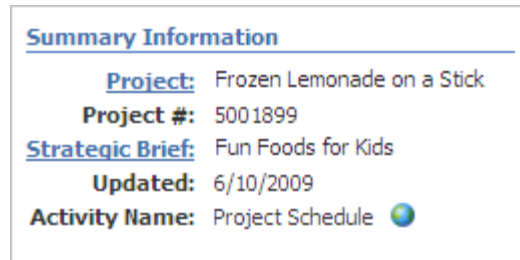 Summary Information
Project: Frozen Lemonade on a Stick
Project #: 5001899
Strategic Brief: Fun Foods for Kids
Updated: 6/10/2009
Activity Name: Project Schedule